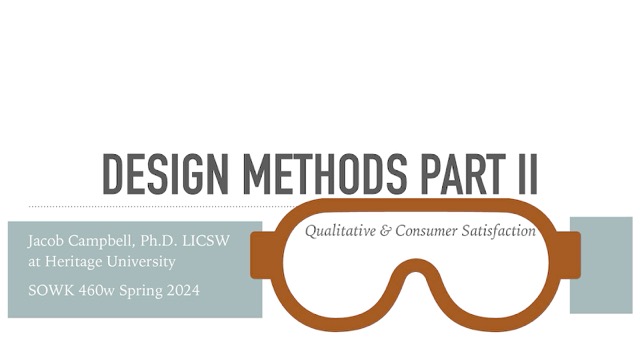 DESIGN METHODS PART II
Qualitative & Consumer Satisfaction
Jacob Campbell, Ph.D. LICSW
at Heritage University
SOWK 460w Spring 2024